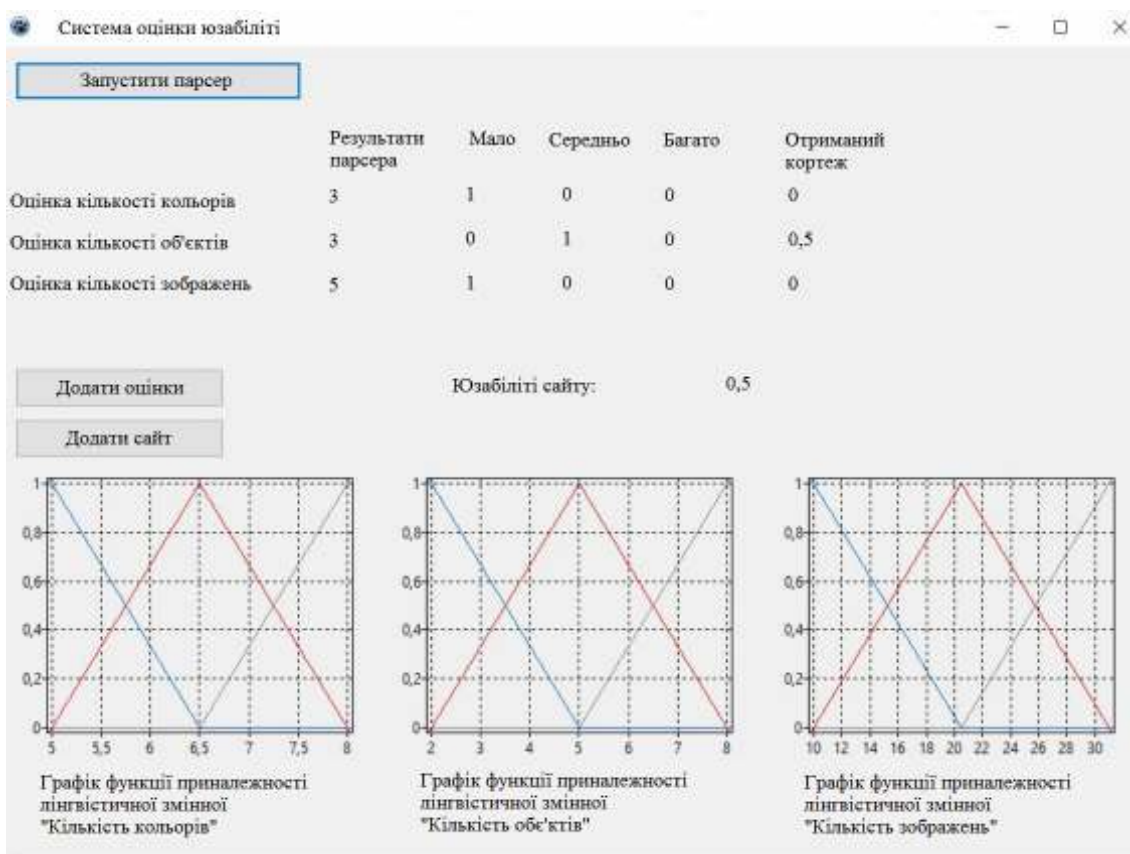 Система оцінки юзабіліті
Запустити парсер
Результати Мало Середньо Багато Отриманий
парсера кортеж
Оцінка кількості кольорів 3 1 0 0 0
Оцінка кількості об'єктів 3 0 1 0 0,5
Оцінка кількості зображень 5 1 0 0 0
Додати оцінки Юзабіліті сайту: 0,5
Додати сайт
1 1 1
0,8 0,8 0,8
0,6 0,6 0,6
0,4 0,4 0,4
0,2 0,2 0,2
0 0 0
5 5,5 6 6,5 7 7,5 8 2 3 4 5 6 7 8 10 12 14 16 18 20 22 24 26 28 30
Графік функції приналежності
лінгвістичної змінної
"Кількість кольорів"
Графік функції приналежності
лінгвістичної змінної
"Кількість обє'ктів"
Графік функції приналежності
лінгвістичної змінної
"Кількість зображень"